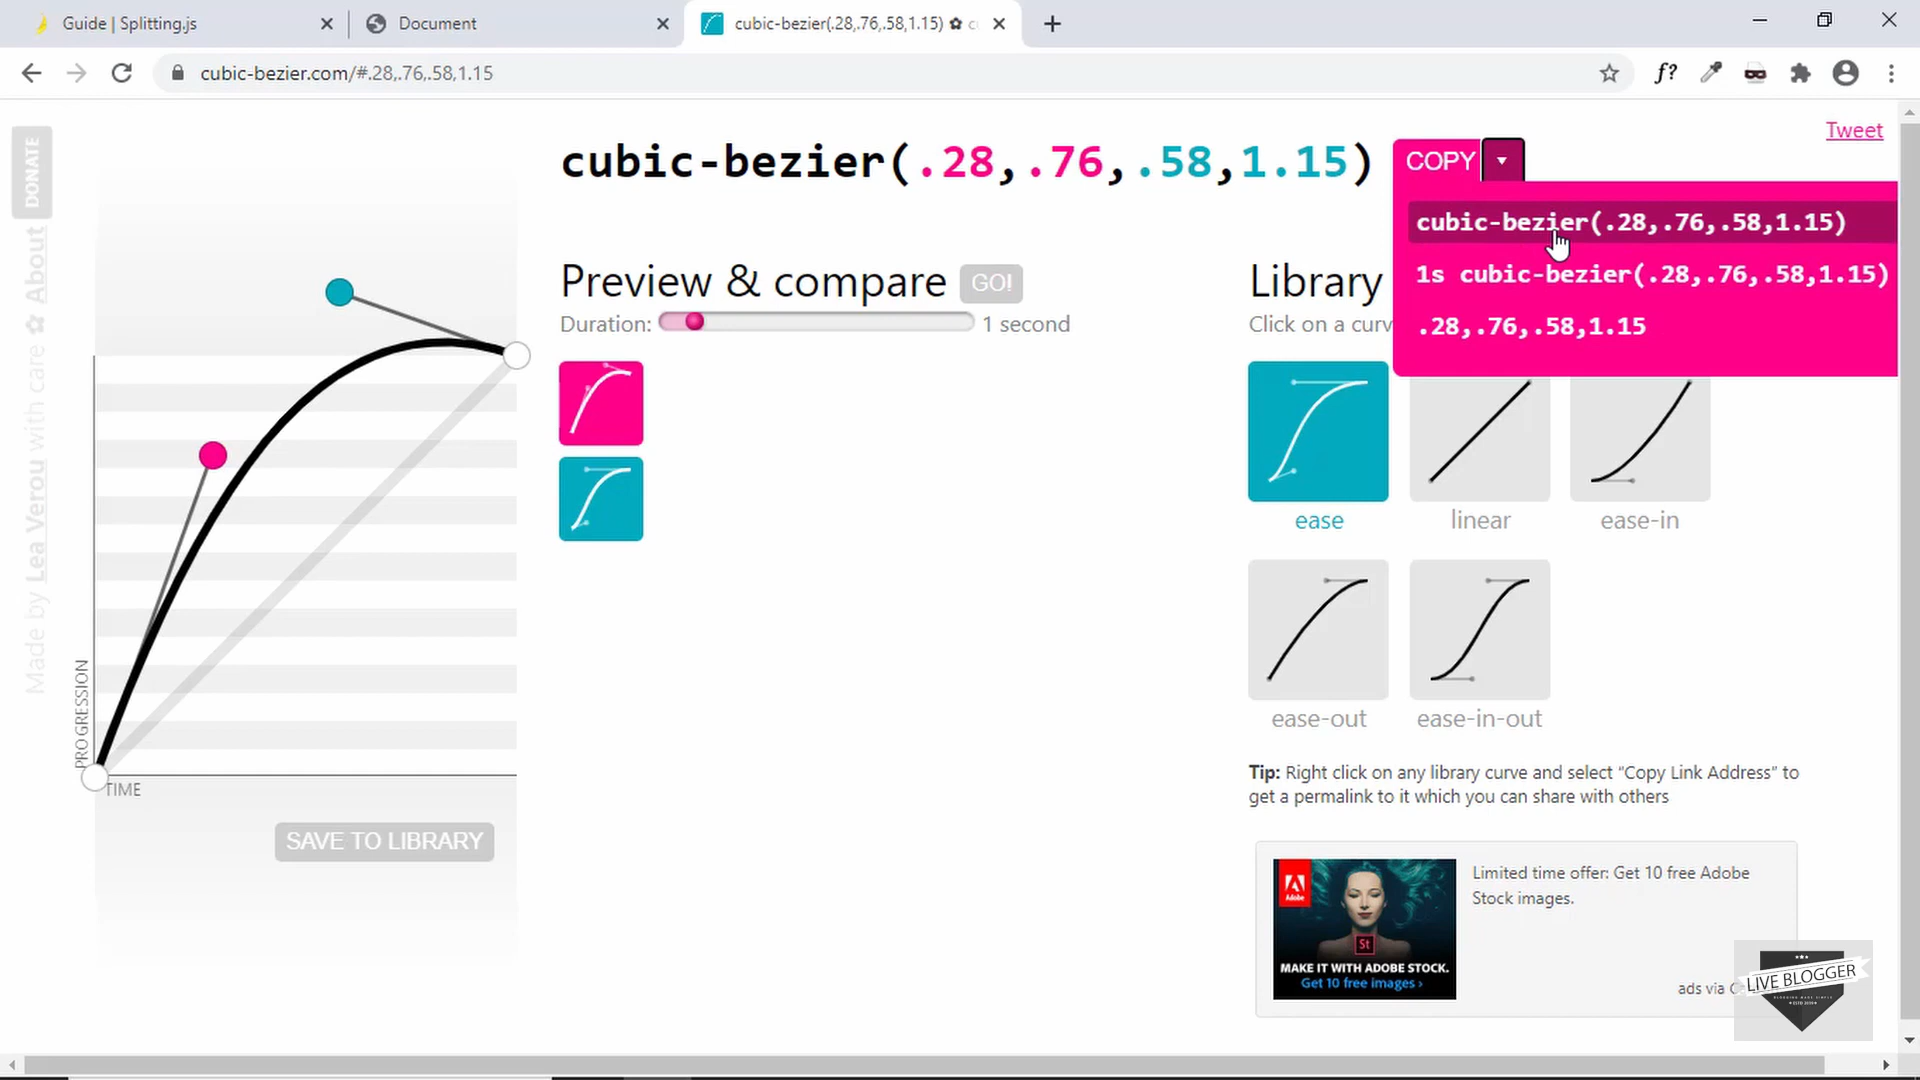 Guide | Splitting.js
Document
cubic-bezier(.28,.76,.58,1.15) ✿ c
cubic-bezier.com/#.28,.76,.58,1.15
f?
Tweet
DONATE
Made by Lea Verou with care ✿ About
cubic-bezier(.28,.76,.58,1.15)
COPY
cubic-bezier(.28,.76,.58,1.15)
1s cubic-bezier(.28,.76,.58,1.15)
.28,.76,.58,1.15
Preview & compare GO!
Duration: 1 second
Library
Click on a curv
ease
linear
ease-in
ease-out
ease-in-out
PROGRESSION
TIME
SAVE TO LIBRARY
Tip: Right click on any library curve and select “Copy Link Address” to
get a permalink to it which you can share with others
Adobe
St
MAKE IT WITH ADOBE STOCK.
Get 10 free images ›
Limited time offer: Get 10 free Adobe
Stock images.
ads via
LIVE BLOGGER